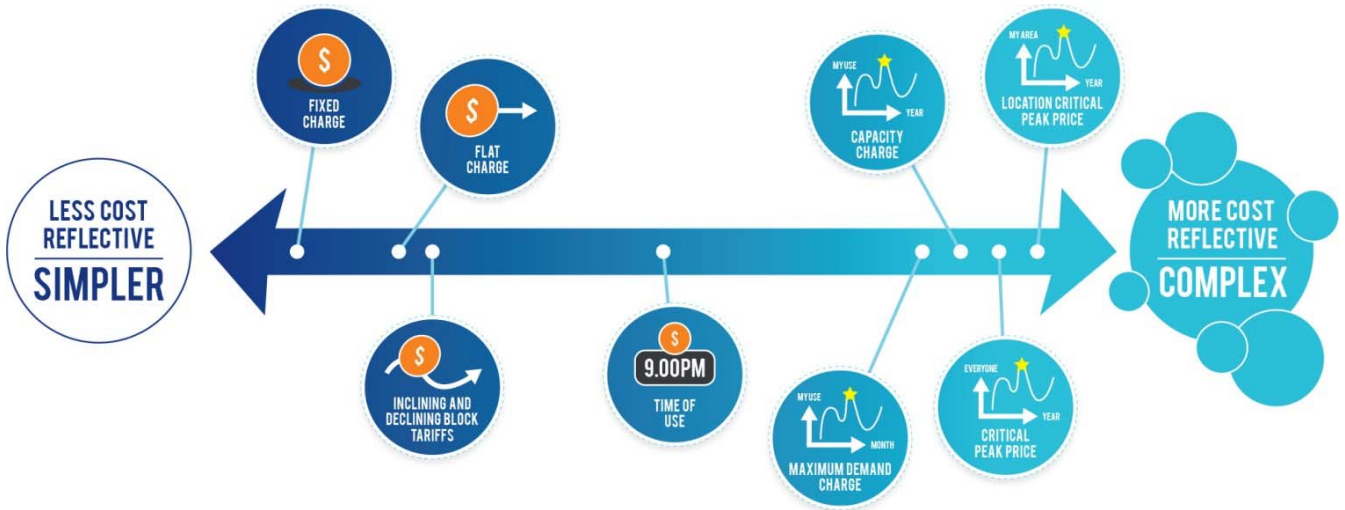 LESS COST
REFLECTIVE
SIMPLER
$
FIXED
CHARGE
$
FLAT
CHARGE
$
INCLINING AND
DECLINING BLOCK
TARIFFS
$
9.00PM
TIME OF
USE
MY USE
MONTH
MAXIMUM DEMAND
CHARGE
MY USE
YEAR
CAPACITY
CHARGE
EVERYONE
YEAR
CRITICAL
PEAK PRICE
MY AREA
YEAR
LOCATION CRITICAL
PEAK PRICE
MORE COST
REFLECTIVE
COMPLEX